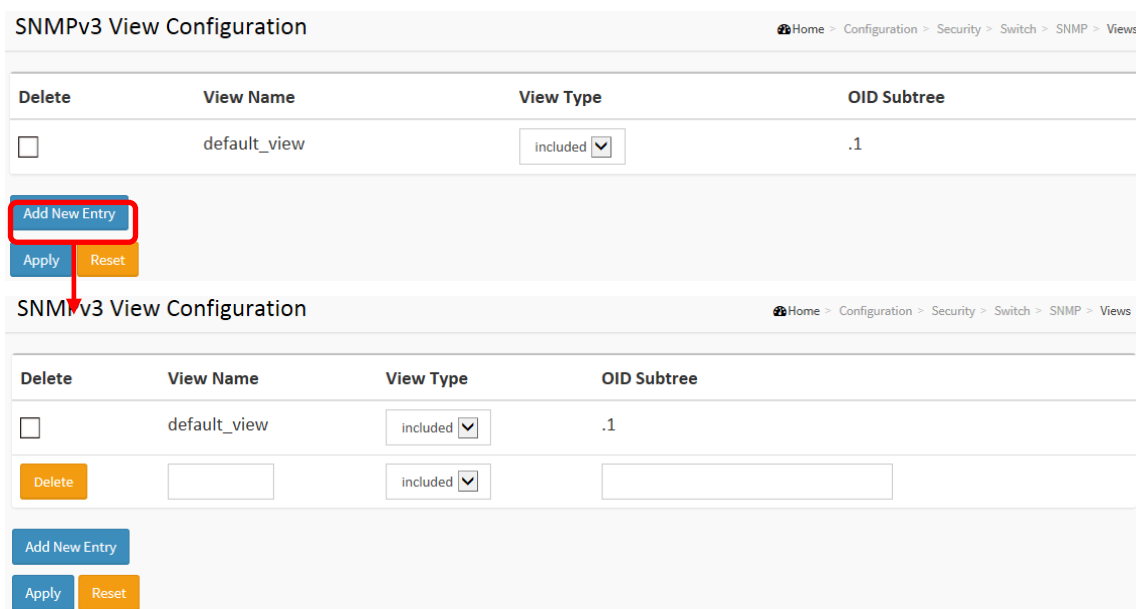 SNMPv3 View Configuration
Home > Configuration > Security > Switch > SNMP > Views
Delete View Name View Type OID Subtree
default_view included .1
Add New Entry
Apply Reset
SNMPv3 View Configuration
Home > Configuration > Security > Switch > SNMP > Views
Delete View Name View Type OID Subtree
default_view included .1
Delete included
Add New Entry
Apply Reset